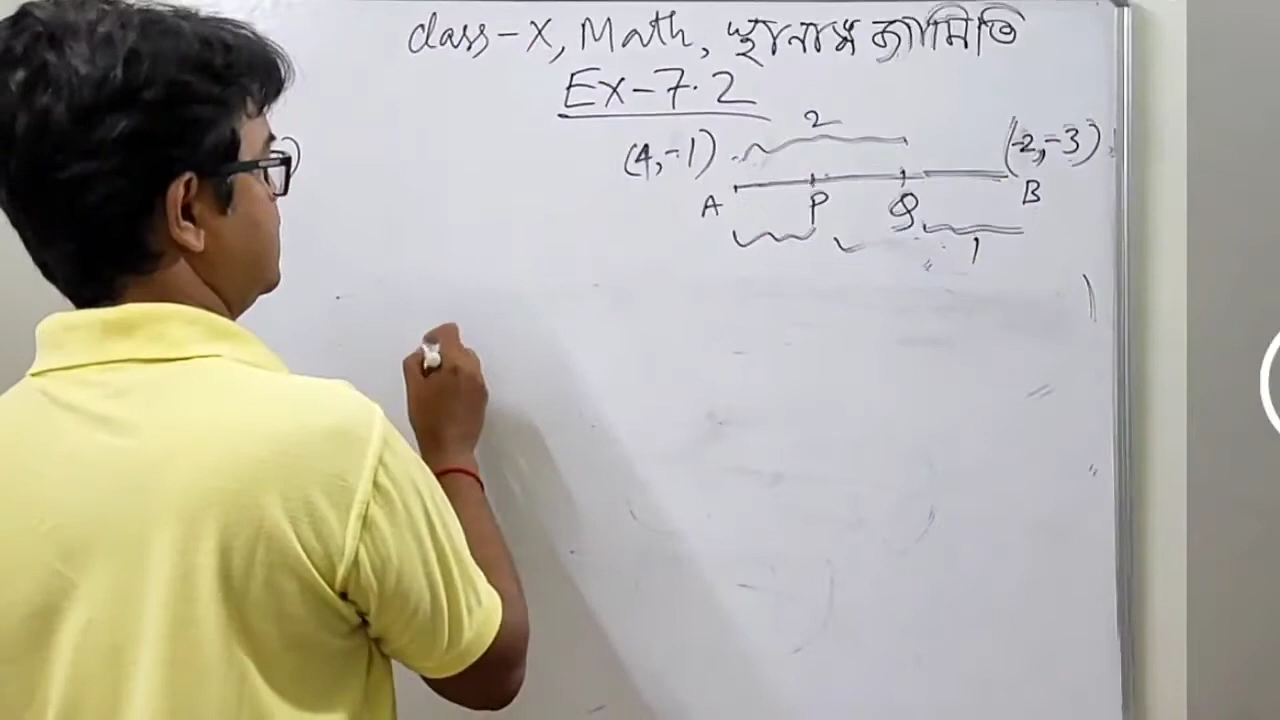 class-X, Math, স্থানাঙ্ক জ্যামিতি
Ex-7.2
2
(4,-1)
(-2,-3)
A
P
Q
B
1